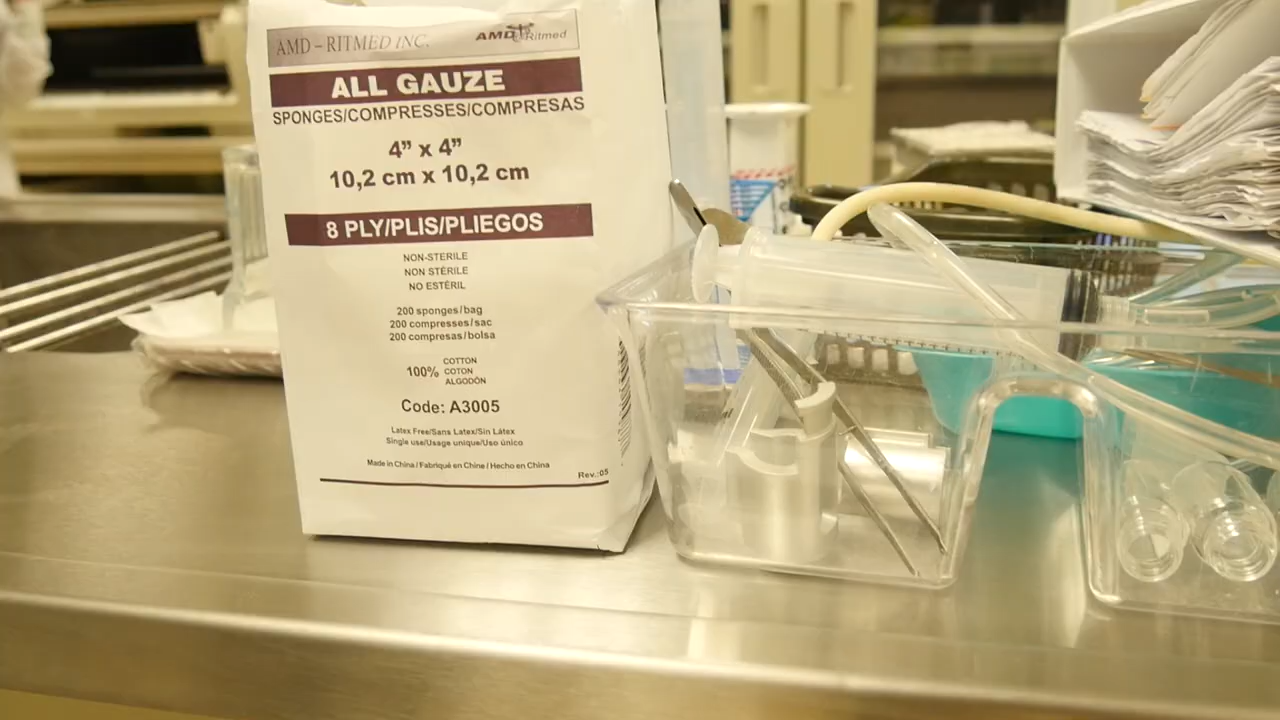 AMD – RITMED INC.
AMD Ritmed
ALL GAUZE
SPONGES/COMPRESSES/COMPRESAS
4” x 4”
10,2 cm x 10,2 cm
8 PLY/PLIS/PLIEGOS
NON-STERILE
NON STÉRILE
NO ESTÉRIL
200 sponges/bag
200 compresses/sac
200 compresas/bolsa
100% COTTON
COTON
ALGODÓN
Code: A3005
Latex Free/Sans Latex/Sin Látex
Single use/Usage unique/Uso único
Made in China / Fabriqué en Chine / Hecho en China
Rev.:05